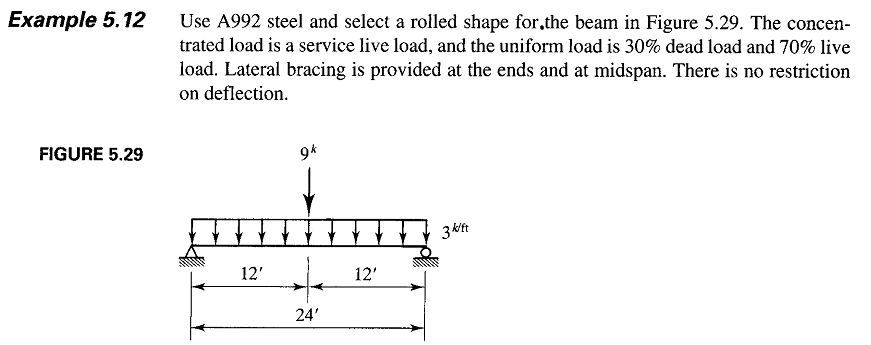 Example 5.12 Use A992 steel and select a rolled shape for.the beam in Figure 5.29. The concen-
trated load is a service live load, and the uniform load is 30% dead load and 70% live
load. Lateral bracing is provided at the ends and at midspan. There is no restriction
on deflection.
FIGURE 5.29
9k
3 k/ft
12′ 12′
24′